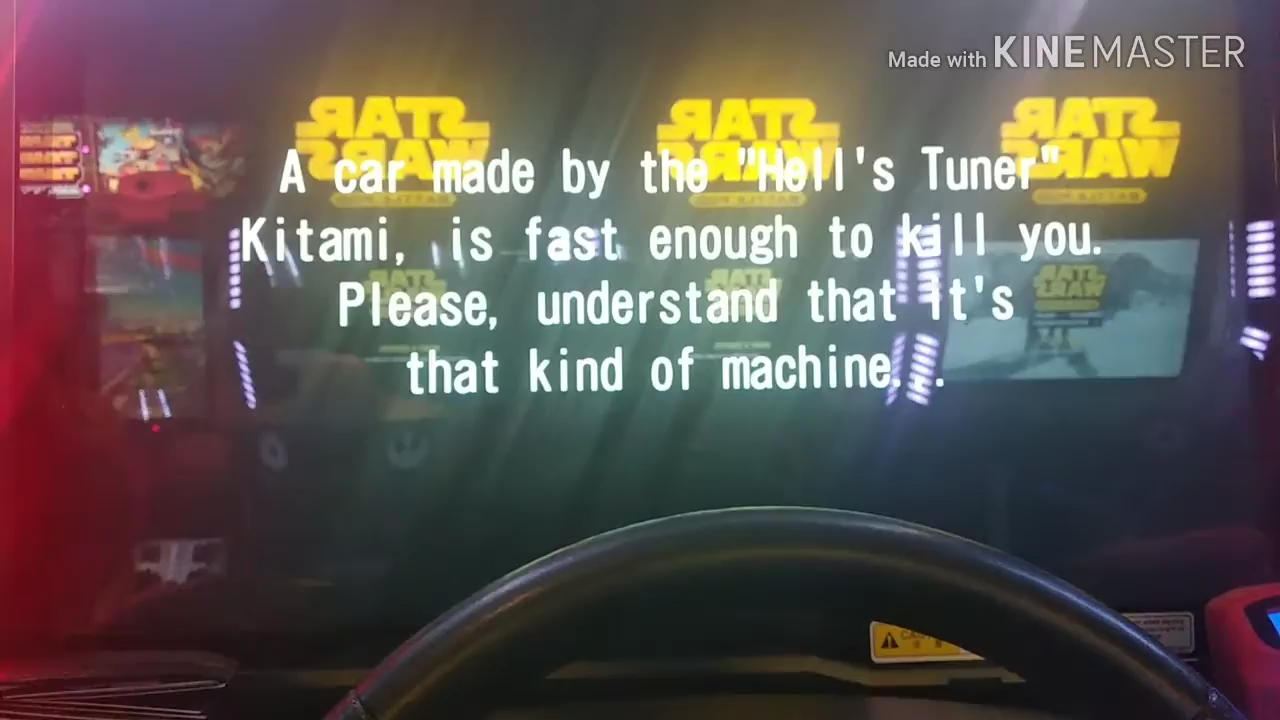 Made with KINEMASTER
STAR WARS
STAR WARS
STAR WARS
A car made by the "Hell's Tuner"
Kitami, is fast enough to kill you.
Please, understand that it's
that kind of machine...